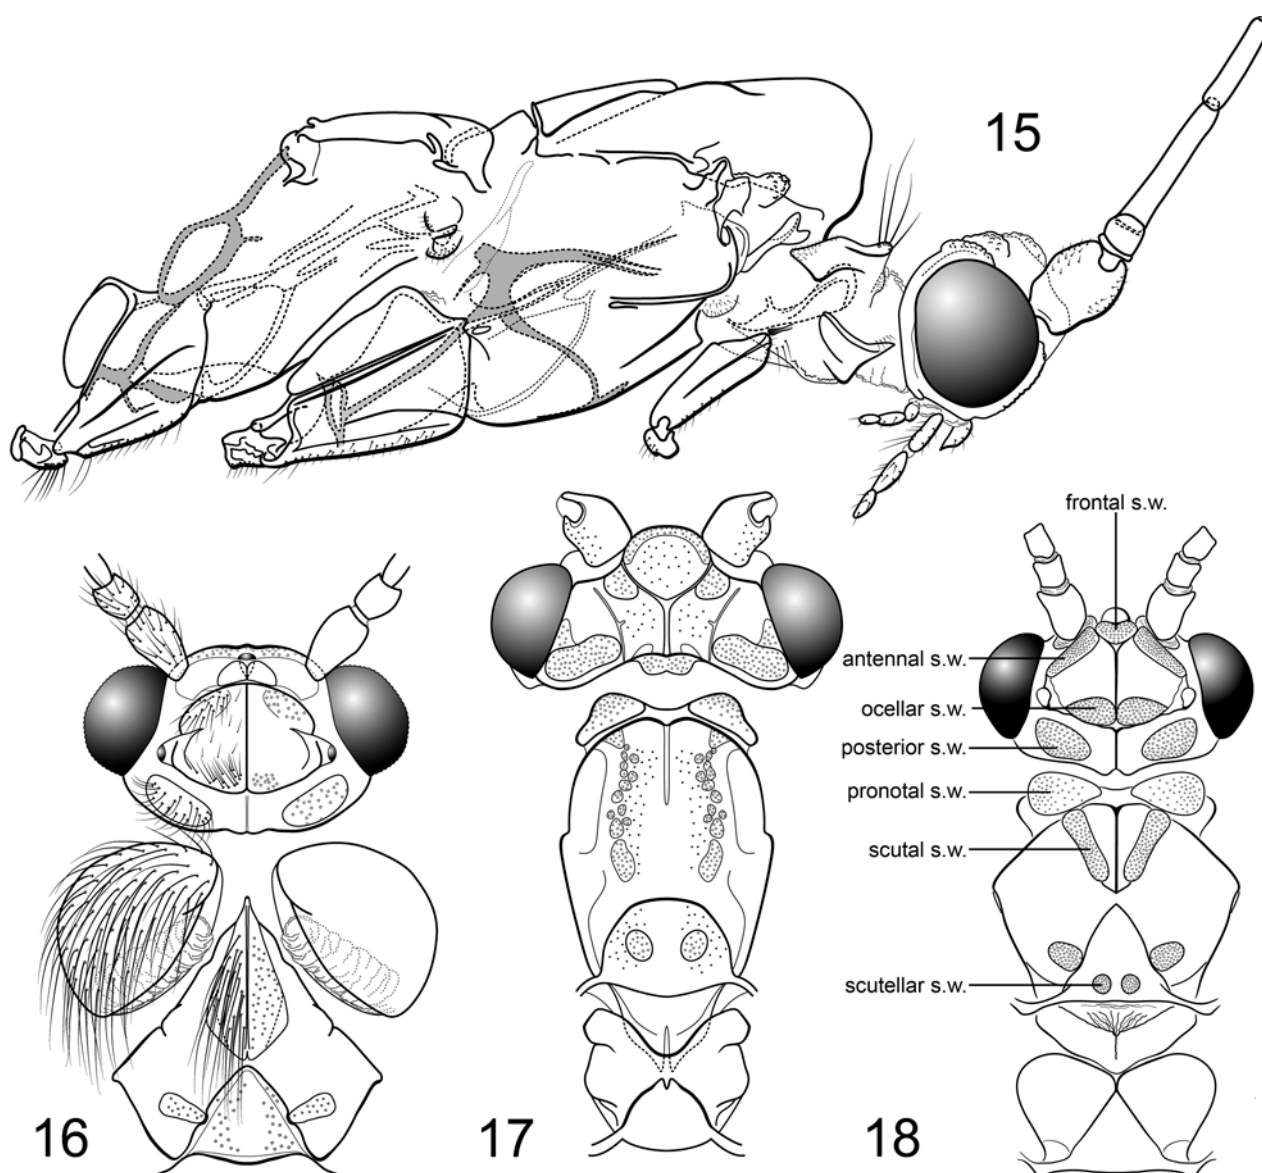 15
frontal s.w.
antennal s.w.
ocellar s.w.
posterior s.w.
pronotal s.w.
scutal s.w.
scutellar s.w.
16
17
18